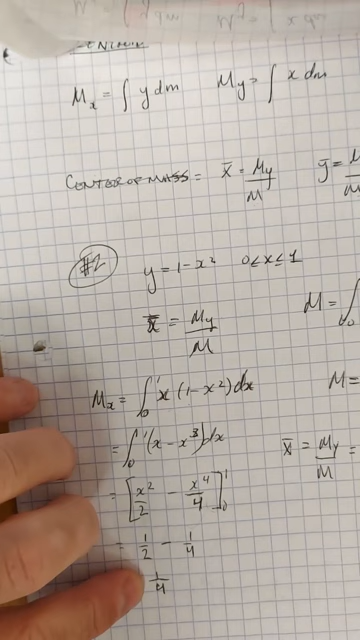 Mx = ∫ y dm My = ∫ x dm
CENTER OF MASS = x̄ = My/M ȳ =
#2 y = 1 - x² 0 ≤ x ≤ 1
x̄ = My/M M = ∫₀
Mx = ∫₀¹ x (1 - x²) dx M =
= ∫₀¹ (x - x³) dx x̄ = My/M =
= [x²/2 - x⁴/4]₀¹
= 1/2 - 1/4
1/4